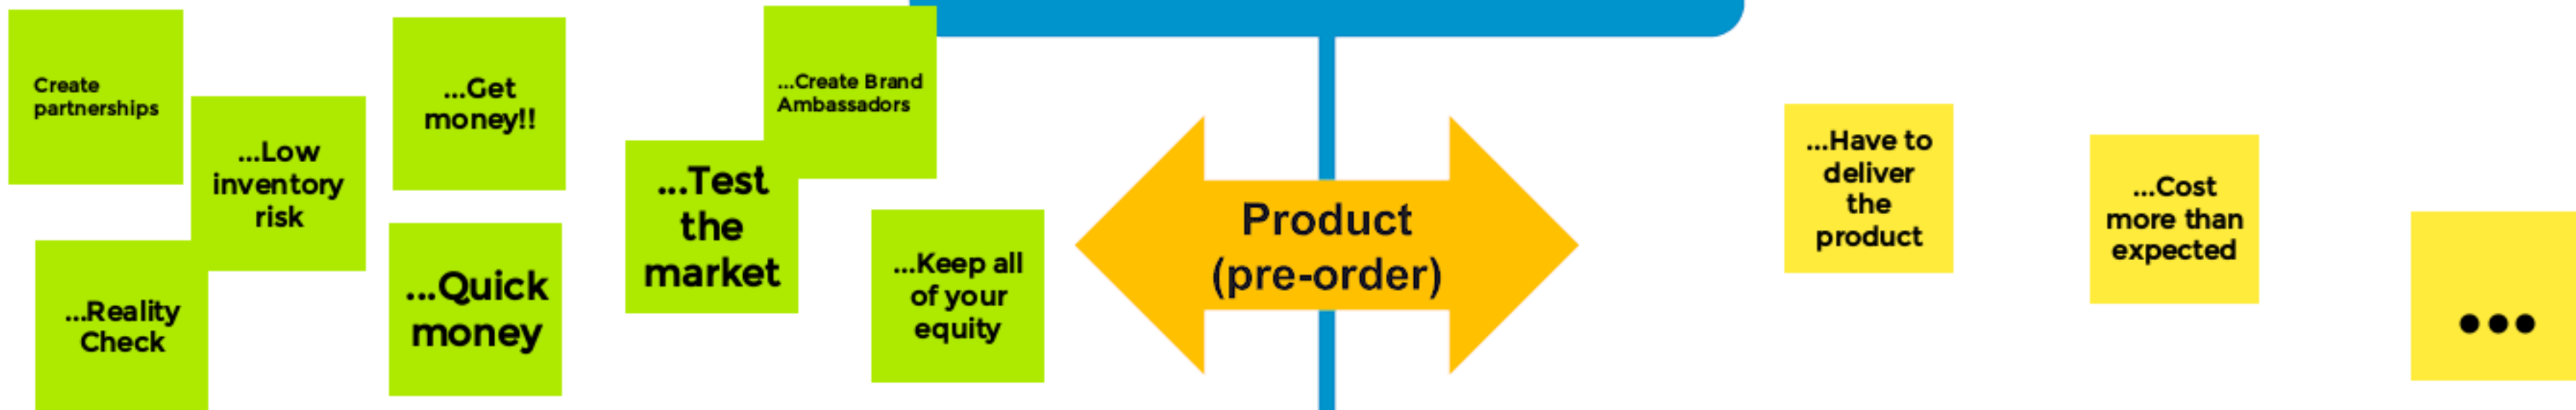 Create
partnerships
...Low
inventory
risk
...Reality
Check
...Get
money!!
...Quick
money
...Create Brand
Ambassadors
...Test
the
market
...Keep all
of your
equity
Product
(pre-order)
...Have to
deliver
the
product
...Cost
more than
expected
...